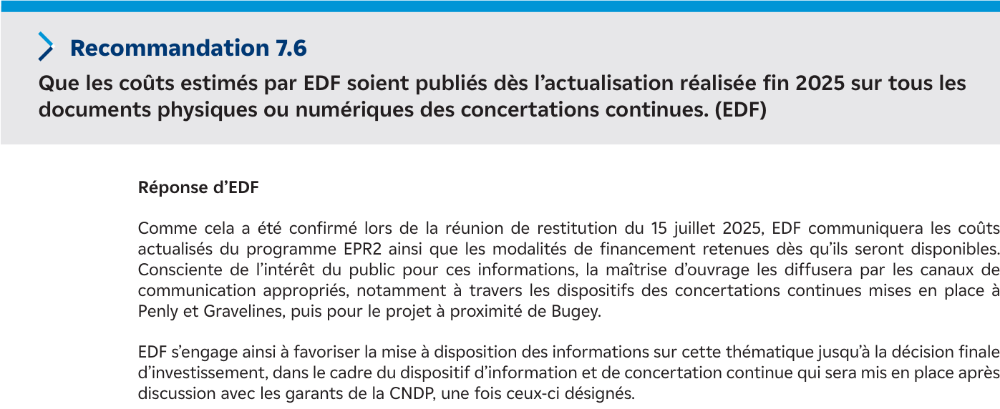 Recommandation 7.6
Que les coûts estimés par EDF soient publiés dès l’actualisation réalisée fin 2025 sur tous les
documents physiques ou numériques des concertations continues. (EDF)
Réponse d’EDF
Comme cela a été confirmé lors de la réunion de restitution du 15 juillet 2025, EDF communiquera les coûts
actualisés du programme EPR2 ainsi que les modalités de financement retenues dès qu’ils seront disponibles.
Consciente de l’intérêt du public pour ces informations, la maîtrise d’ouvrage les diffusera par les canaux de
communication appropriés, notamment à travers les dispositifs des concertations continues mises en place à
Penly et Gravelines, puis pour le projet à proximité de Bugey.
EDF s’engage ainsi à favoriser la mise à disposition des informations sur cette thématique jusqu’à la décision finale
d’investissement, dans le cadre du dispositif d’information et de concertation continue qui sera mis en place après
discussion avec les garants de la CNDP, une fois ceux-ci désignés.